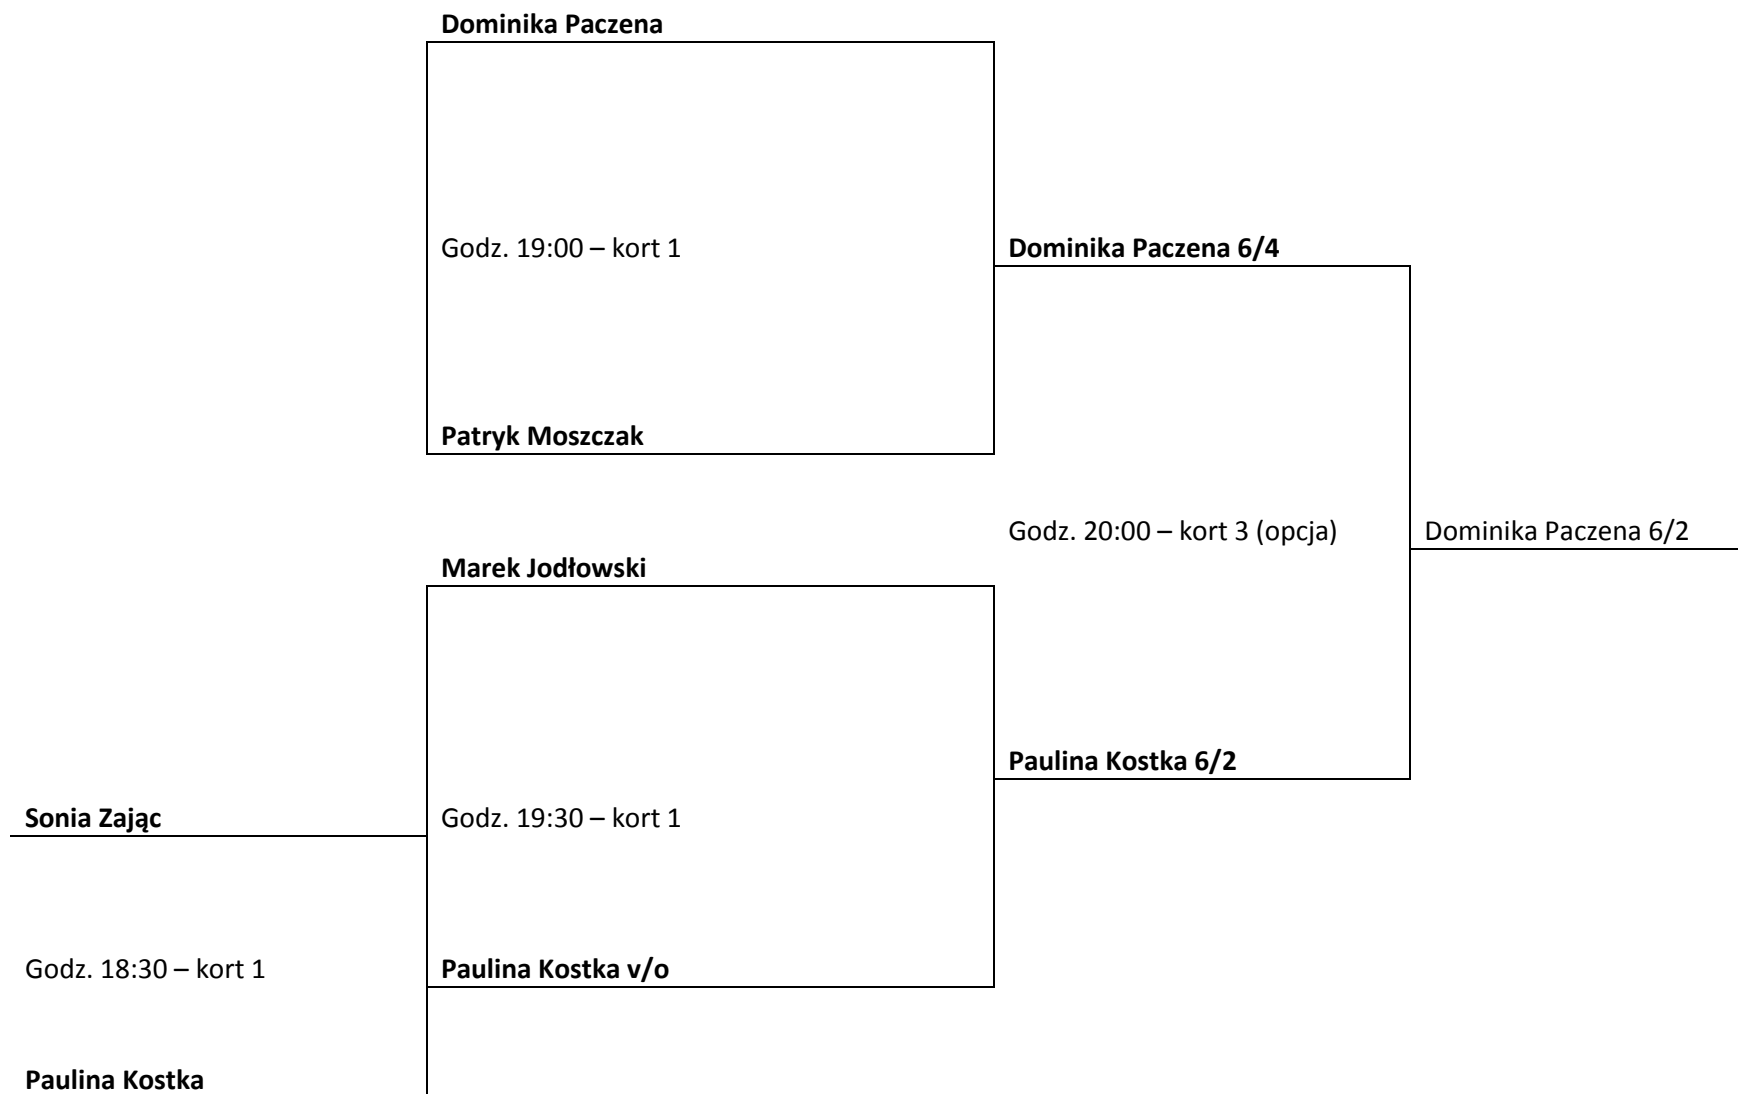 Dominika Paczena
Godz. 19:00 – kort 1
Dominika Paczena 6/4
Patryk Moszczak
Godz. 20:00 – kort 3 (opcja)
Dominika Paczena 6/2
Marek Jodłowski
Paulina Kostka 6/2
Sonia Zając
Godz. 19:30 – kort 1
Godz. 18:30 – kort 1
Paulina Kostka v/o
Paulina Kostka